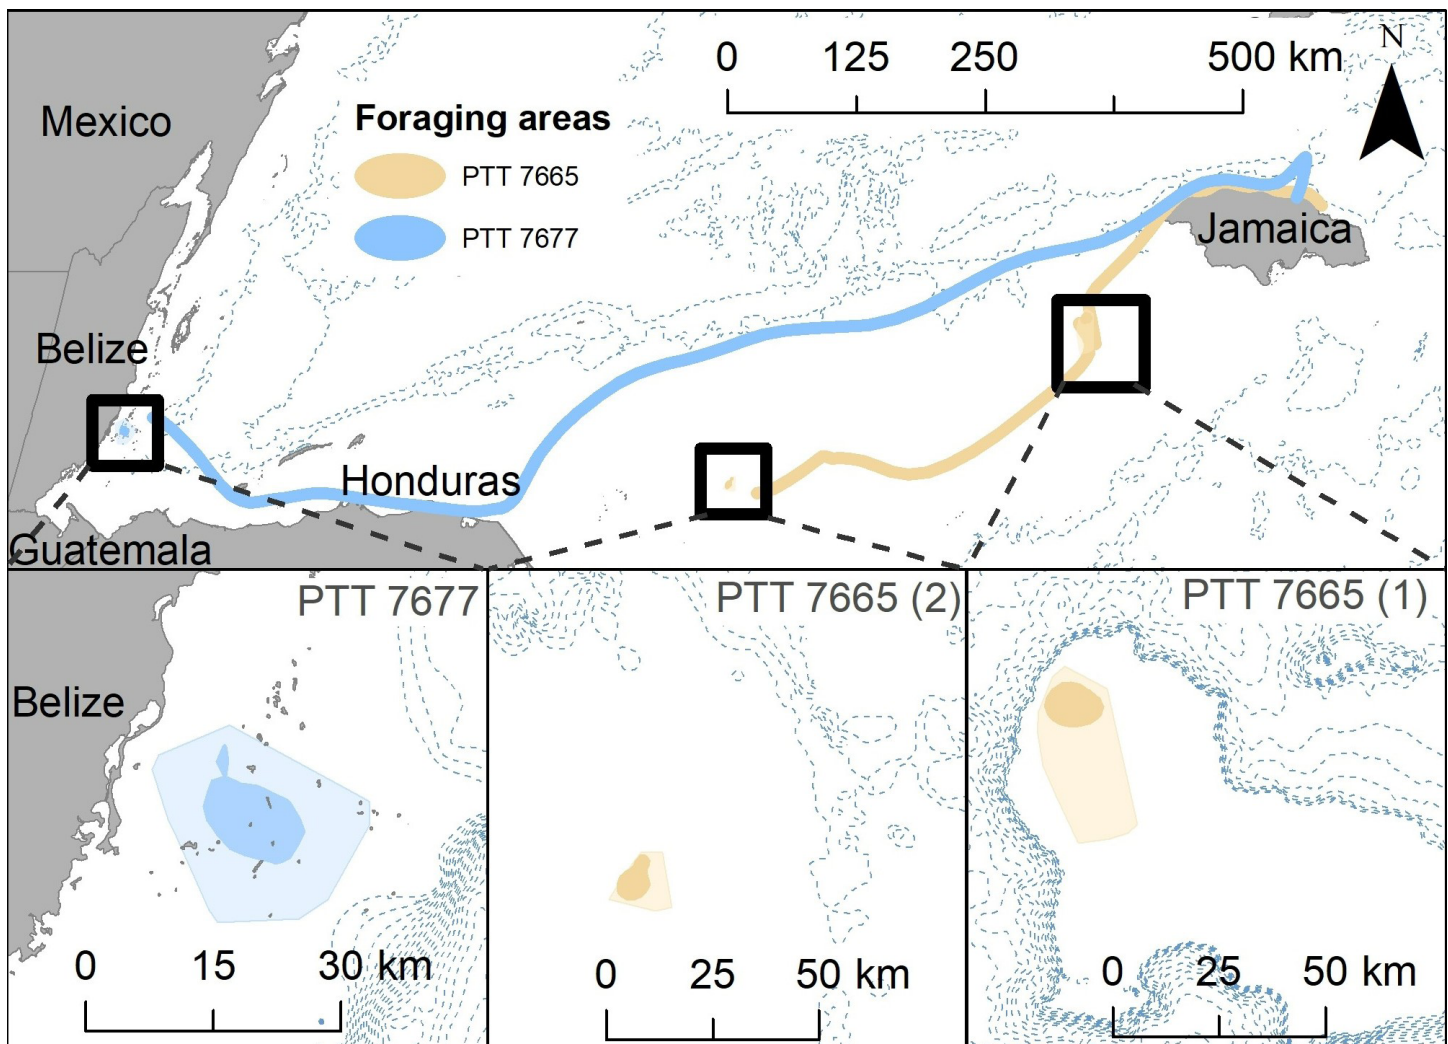 0 125 250 500 km
N
Mexico
Foraging areas
PTT 7665
PTT 7677
Jamaica
Belize
Honduras
Guatemala
PTT 7677
PTT 7665 (2)
PTT 7665 (1)
Belize
0 15 30 km
0 25 50 km
0 25 50 km